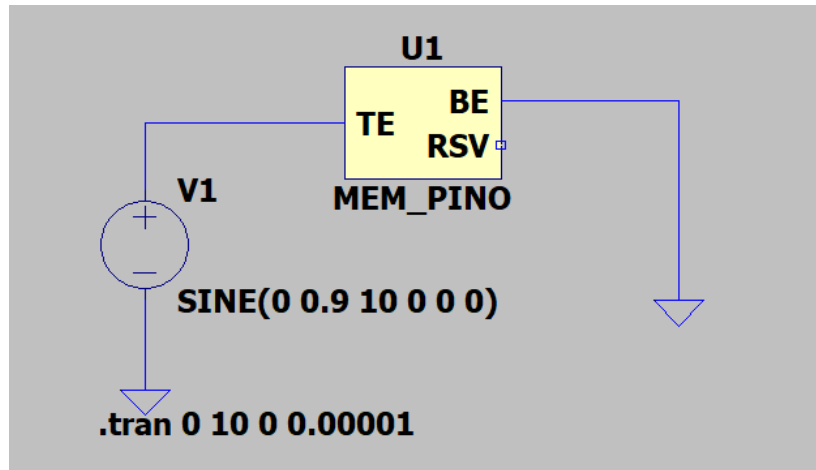 U1
TE
BE
RSV
MEM_PINO
V1
SINE(0 0.9 10 0 0 0)
.tran 0 10 0 0.00001